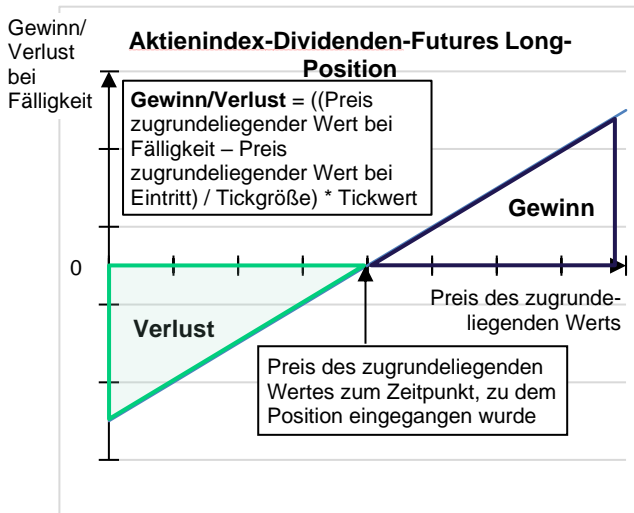 Gewinn/
Verlust
bei
Fälligkeit
Aktienindex-Dividenden-Futures Long-
Position
Gewinn/Verlust = ((Preis
zugrundeliegender Wert bei
Fälligkeit – Preis
zugrundeliegender Wert bei
Eintritt) / Tickgröße) * Tickwert
Gewinn
0
Preis des zugrunde-
liegenden Werts
Verlust
Preis des zugrundeliegenden
Wertes zum Zeitpunkt, zu dem
Position eingegangen wurde